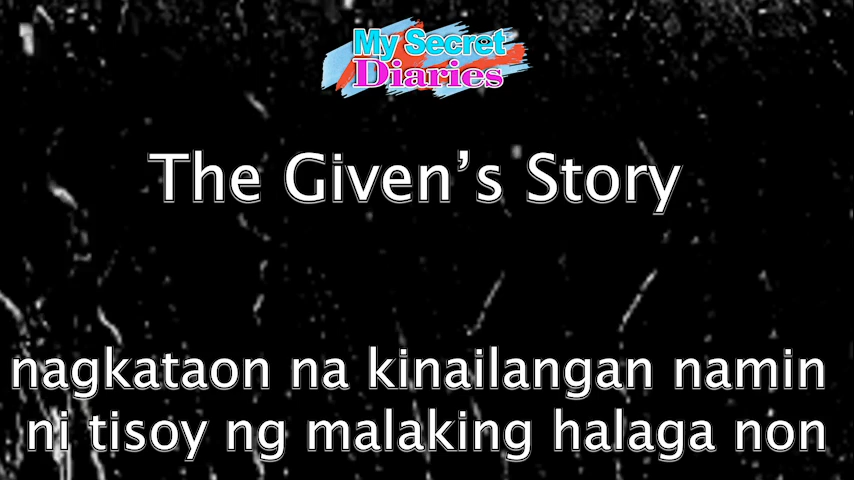 My Secret
Diaries
The Given's Story
nagkataon na kinailangan namin
ni tisoy ng malaking halaga non